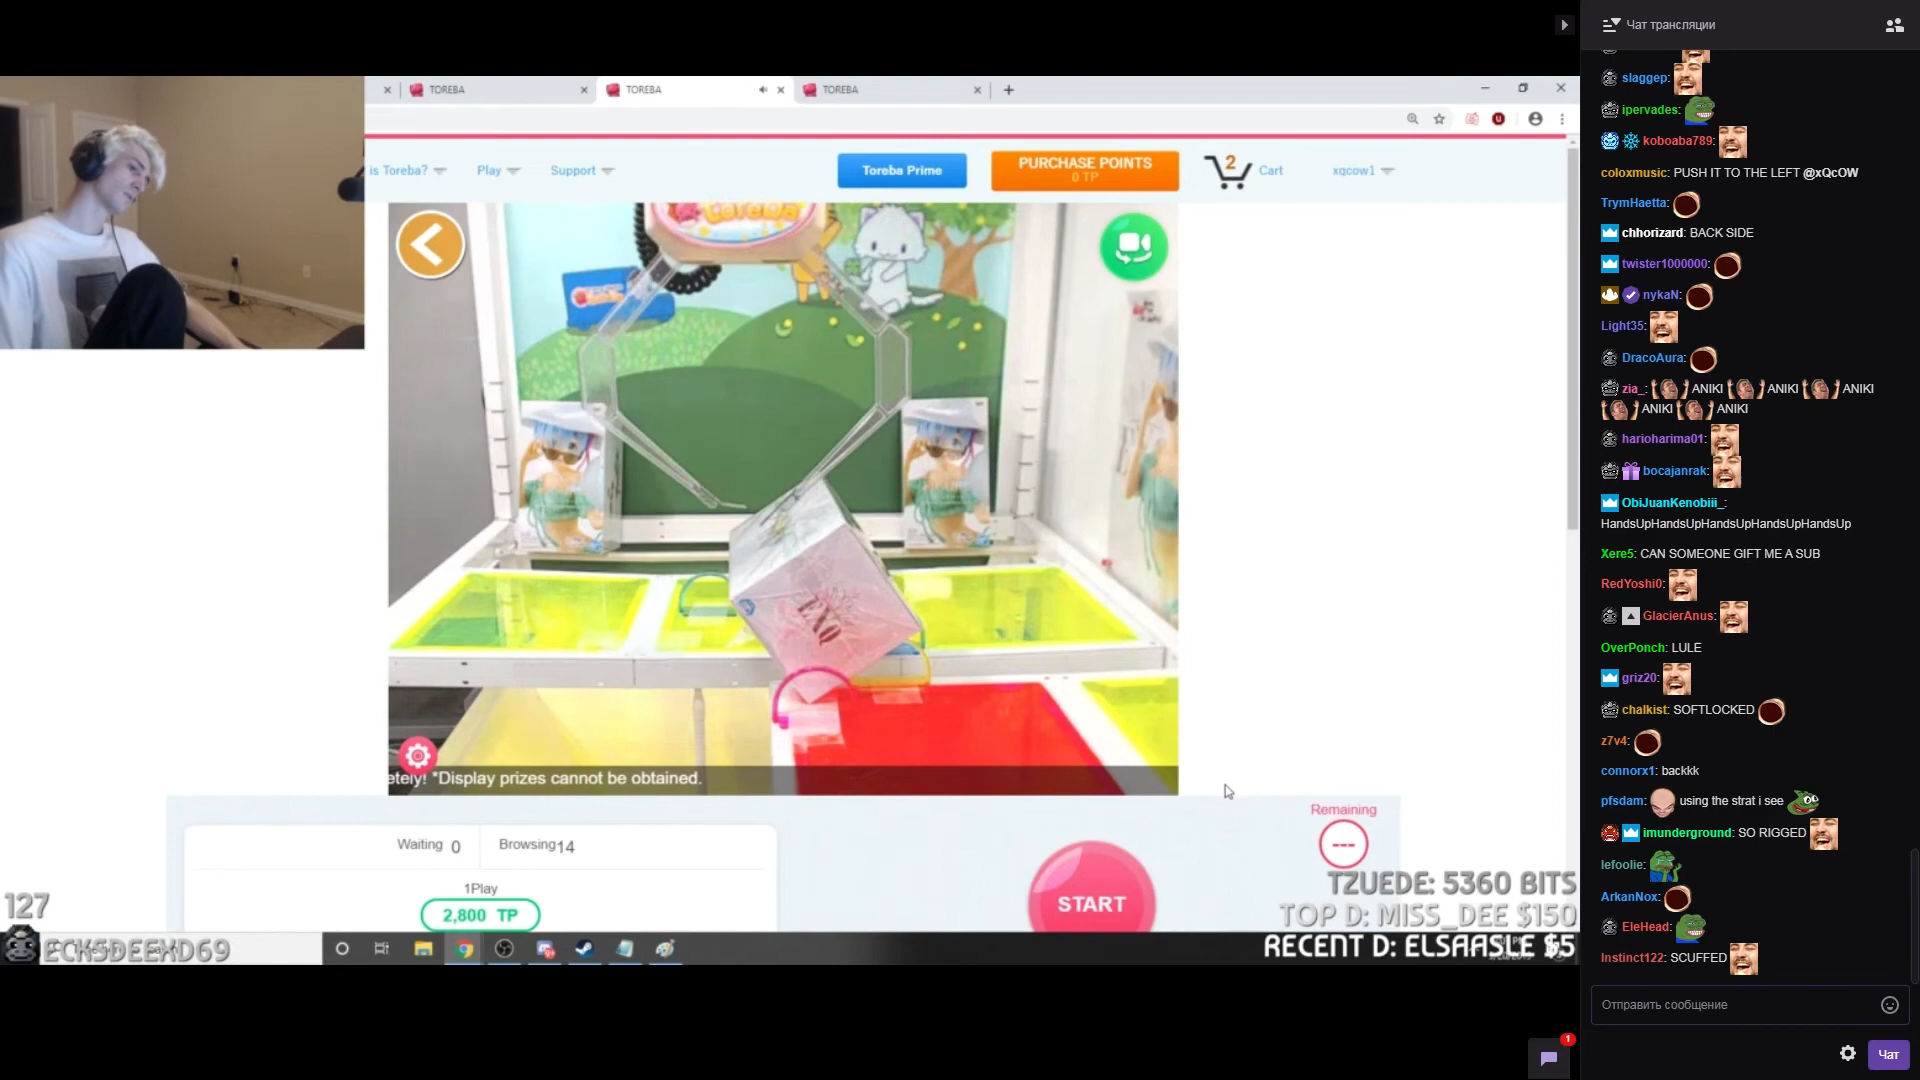 TOREBA
TOREBA
TOREBA
is Toreba?
Play
Support
Toreba Prime
PURCHASE POINTS
0 TP
2
Cart
xqcow1
Toreba
etely! *Display prizes cannot be obtained.
Waiting 0
Browsing14
1Play
2,800 TP
START
Remaining
---
127
ECKSDEEXD69
TZUEDE: 5360 BITS
TOP D: MISS_DEE $150
RECENT D: ELSAASLE $5
Чат трансляции
slaggep:
ipervades:
koboaba789:
coloxmusic: PUSH IT TO THE LEFT @xQcOW
TrymHaetta:
chhorizard: BACK SIDE
twister1000000:
nykaN:
Light35:
DracoAura:
zia_: ANIKI ANIKI ANIKI
ANIKI ANIKI
harioharima01:
bocajanrak:
ObiJuanKenobiii_:
HandsUpHandsUpHandsUpHandsUpHandsUp
Xere5: CAN SOMEONE GIFT ME A SUB
RedYoshi0:
GlacierAnus:
OverPonch: LULE
griz20:
chalkist: SOFTLOCKED
z7v4:
connorx1: backkk
pfsdam: using the strat i see
imunderground: SO RIGGED
lefoolie:
ArkanNox:
EleHead:
Instinct122: SCUFFED
Отправить сообщение
1
Чат